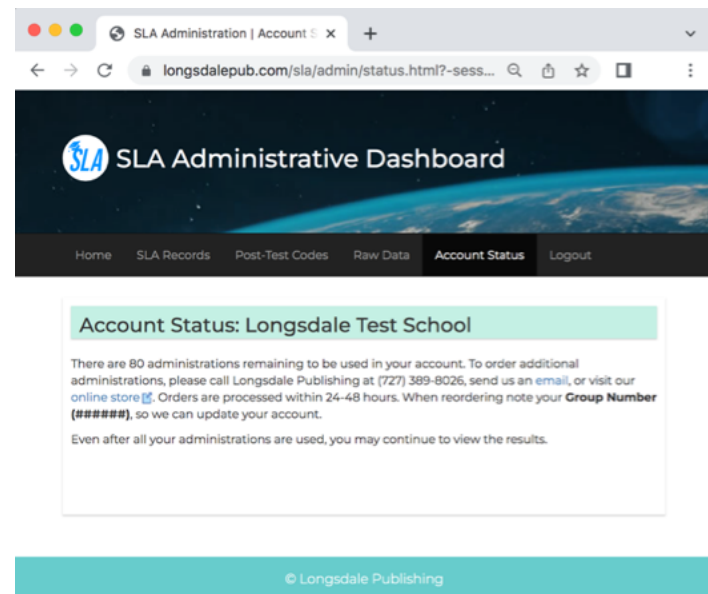 SLA Administration | Account S
longsdalepub.com/sla/admin/status.html?-sess...
SLA SLA Administrative Dashboard
Home SLA Records Post-Test Codes Raw Data Account Status Logout
Account Status: Longsdale Test School
There are 80 administrations remaining to be used in your account. To order additional
administrations, please call Longsdale Publishing at (727) 389-8026, send us an email, or visit our
online store. Orders are processed within 24-48 hours. When reordering note your Group Number
(######), so we can update your account.
Even after all your administrations are used, you may continue to view the results.
© Longsdale Publishing